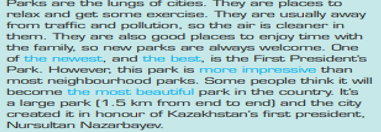 Parks are the lungs of cities. They are places to
relax and get some exercise. They are usually away
from traffic and pollution, so the air is cleaner in
them. They are also good places to enjoy time with
the family, so new parks are always welcome. One
of the newest, and the best, is the First President's
Park. However, this park is more impressive than
most neighbourhood parks. Some people think it will
become the most beautiful park in the country. It's
a large park (1.5 km from end to end) and the city
created it in honour of Kazakhstan's first president,
Nursultan Nazarbayev.